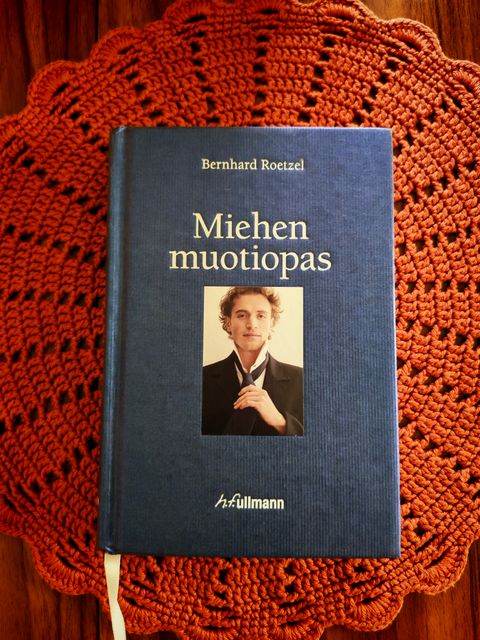 Bernhard Roetzel
Miehen
muotiopas
h.f.ullmann